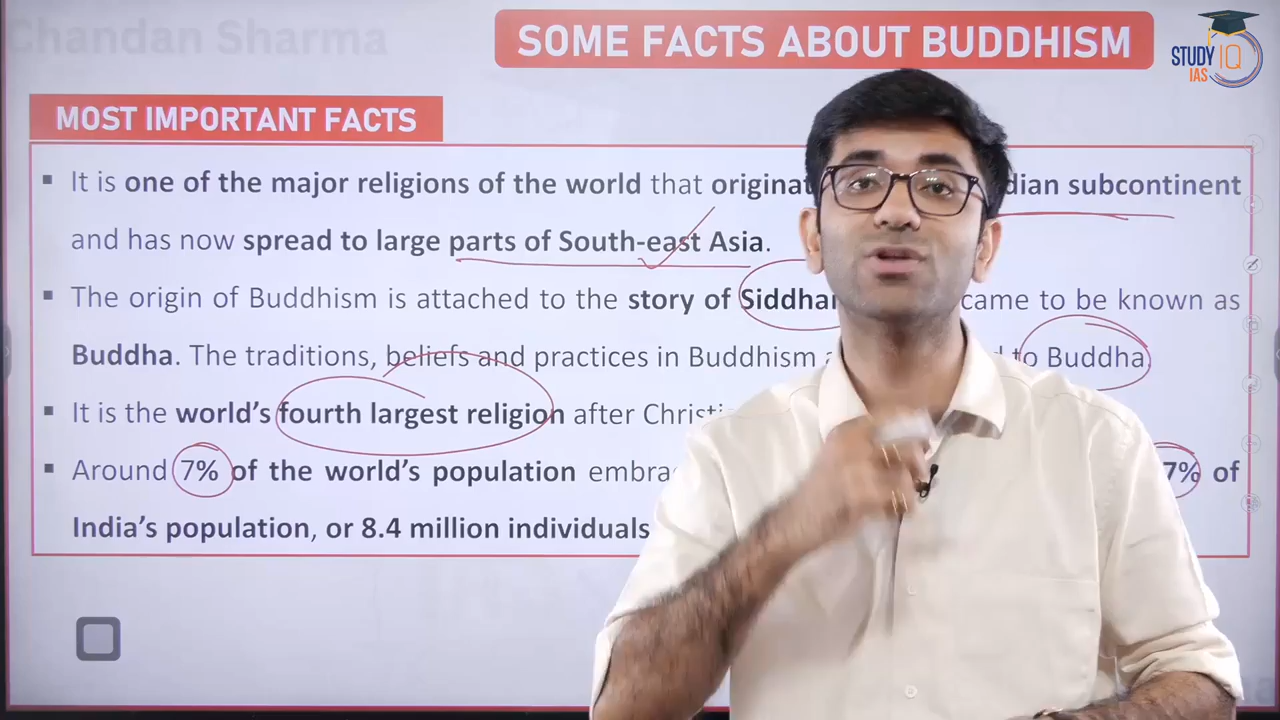 Chandan Sharma
SOME FACTS ABOUT BUDDHISM
STUDY IQ
IAS
MOST IMPORTANT FACTS
▪ It is one of the major religions of the world that dian subcontinent
and has now spread to large parts of South-east Asia.
▪ The origin of Buddhism is attached to the story of came to be known as
Buddha. The traditions, beliefs and practices in Buddhism to Buddha.
▪ It is the world's fourth largest religion after
▪ Around 7% of the world's population 7% of
India's population, or 8.4 million individuals